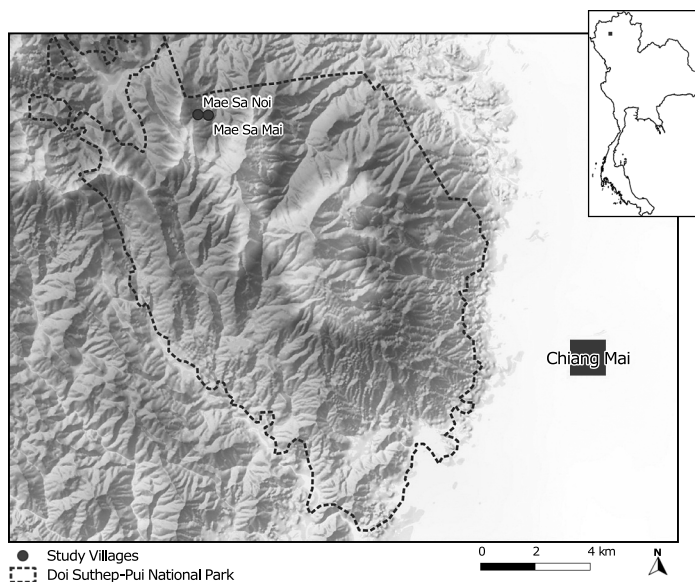 Mae Sa Noi
Mae Sa Mai
Chiang Mai
Study Villages
Doi Suthep-Pui National Park
0 2 4 km
N